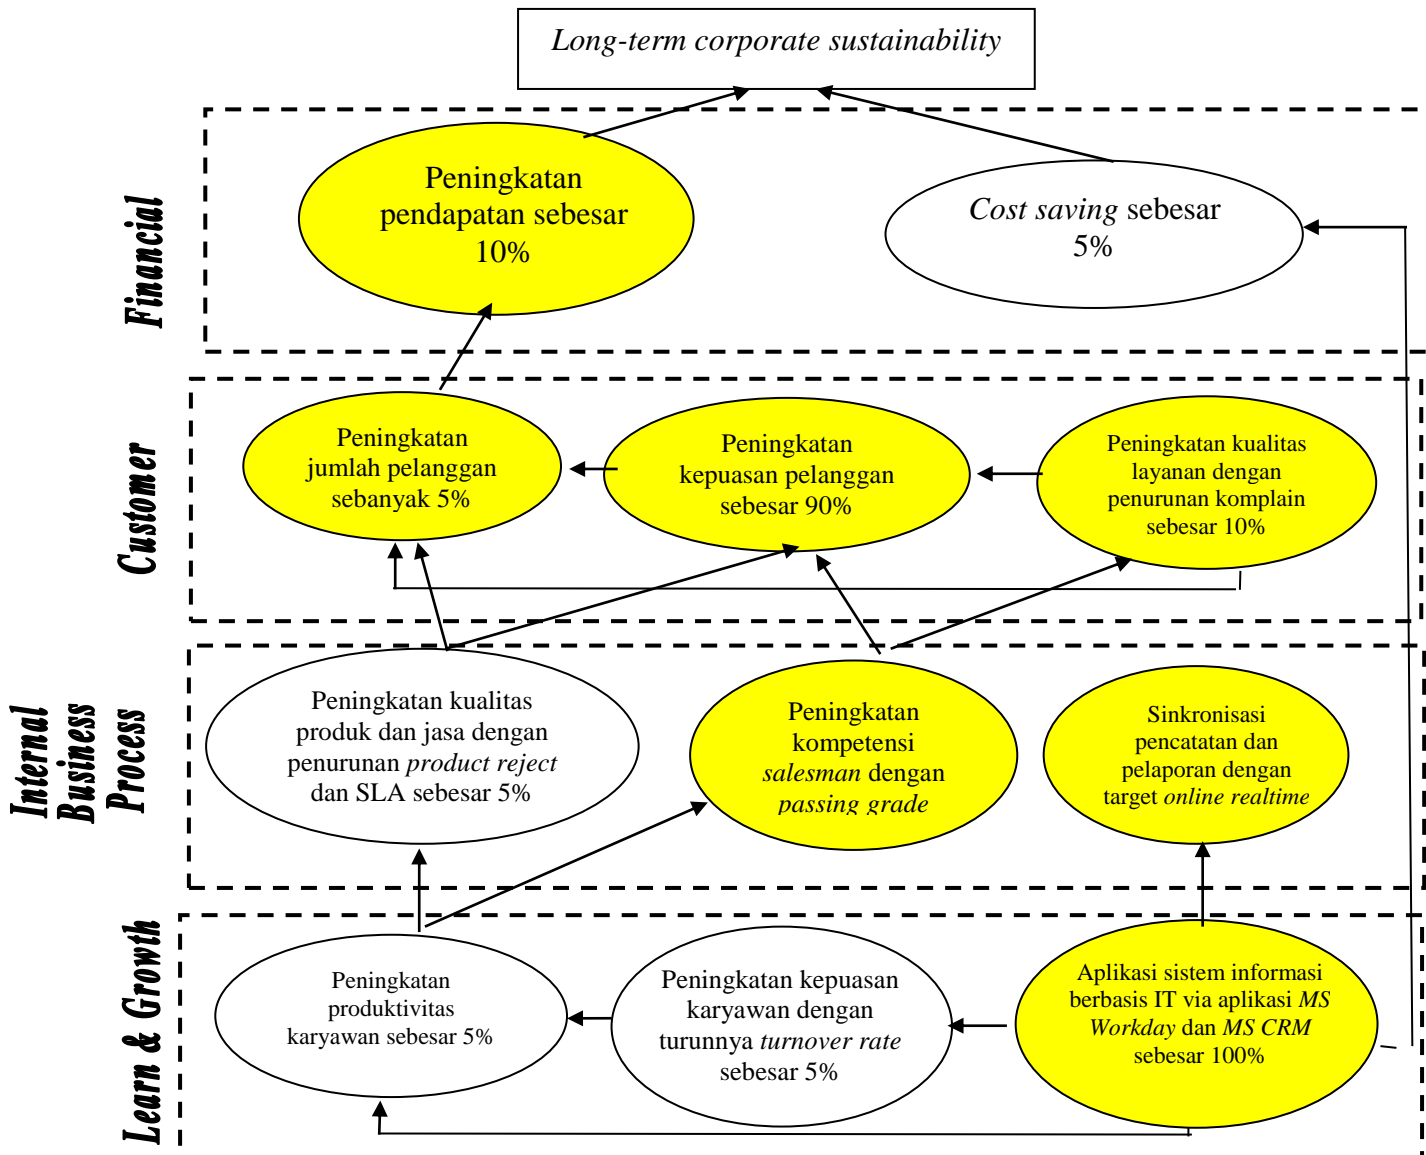 Long-term corporate sustainability
Financial
Peningkatan
pendapatan sebesar
10%
Cost saving sebesar
5%
Customer
Peningkatan
jumlah pelanggan
sebanyak 5%
Peningkatan
kepuasan pelanggan
sebesar 90%
Peningkatan kualitas
layanan dengan
penurunan komplain
sebesar 10%
Internal
Business
Process
Peningkatan kualitas
produk dan jasa dengan
penurunan product reject
dan SLA sebesar 5%
Peningkatan
kompetensi
salesman dengan
passing grade
Sinkronisasi
pencatatan dan
pelaporan dengan
target online realtime
Learn & Growth
Peningkatan
produktivitas
karyawan sebesar 5%
Peningkatan kepuasan
karyawan dengan
turunnya turnover rate
sebesar 5%
Aplikasi sistem informasi
berbasis IT via aplikasi MS
Workday dan MS CRM
sebesar 100%